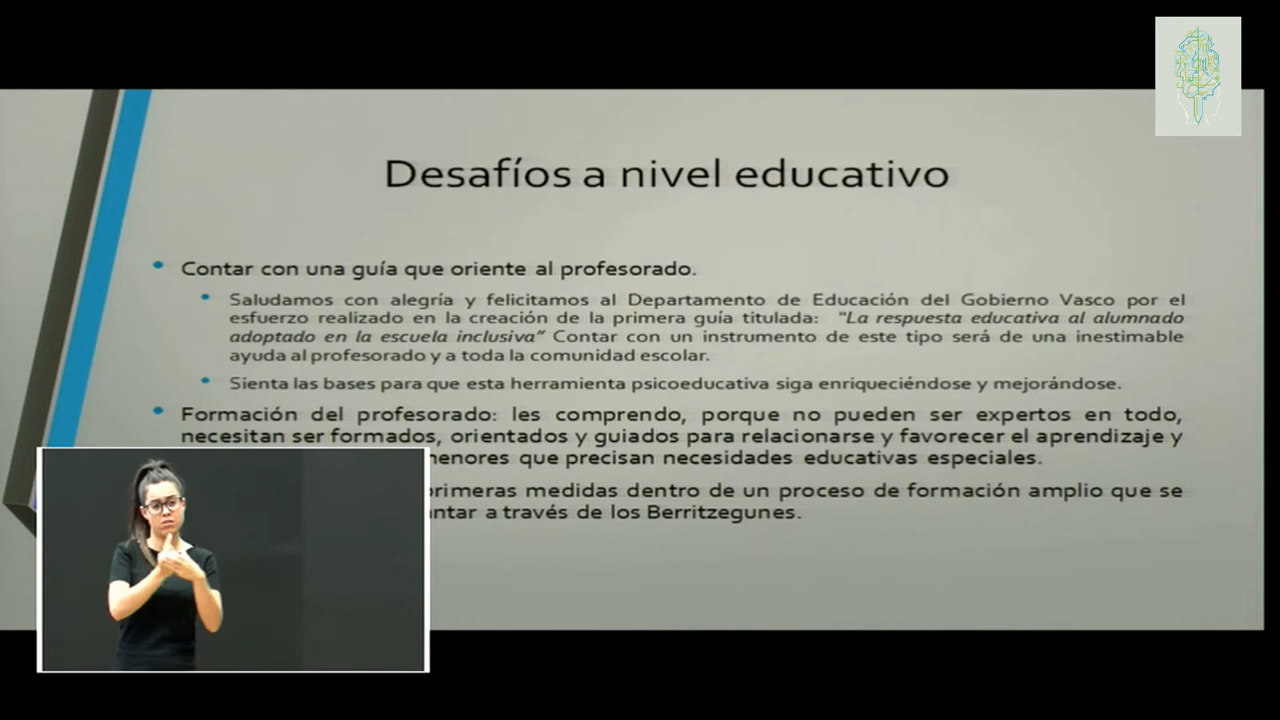 Desafíos a nivel educativo
Contar con una guía que oriente al profesorado.
Saludamos con alegría y felicitamos al Departamento de Educación del Gobierno Vasco por el
esfuerzo realizado en la creación de la primera guía titulada: "La respuesta educativa al alumnado
adoptado en la escuela inclusiva" Contar con un instrumento de este tipo será de una inestimable
ayuda al profesorado y a toda la comunidad escolar.
Sienta las bases para que esta herramienta psicoeducativa siga enriqueciéndose y mejorándose.
Formación del profesorado: les comprendo, porque no pueden ser expertos en todo,
necesitan ser formados, orientados y guiados para relacionarse y favorecer el aprendizaje y
menores que precisan necesidades educativas especiales.
primeras medidas dentro de un proceso de formación amplio que se
a través de los Berritzegunes.